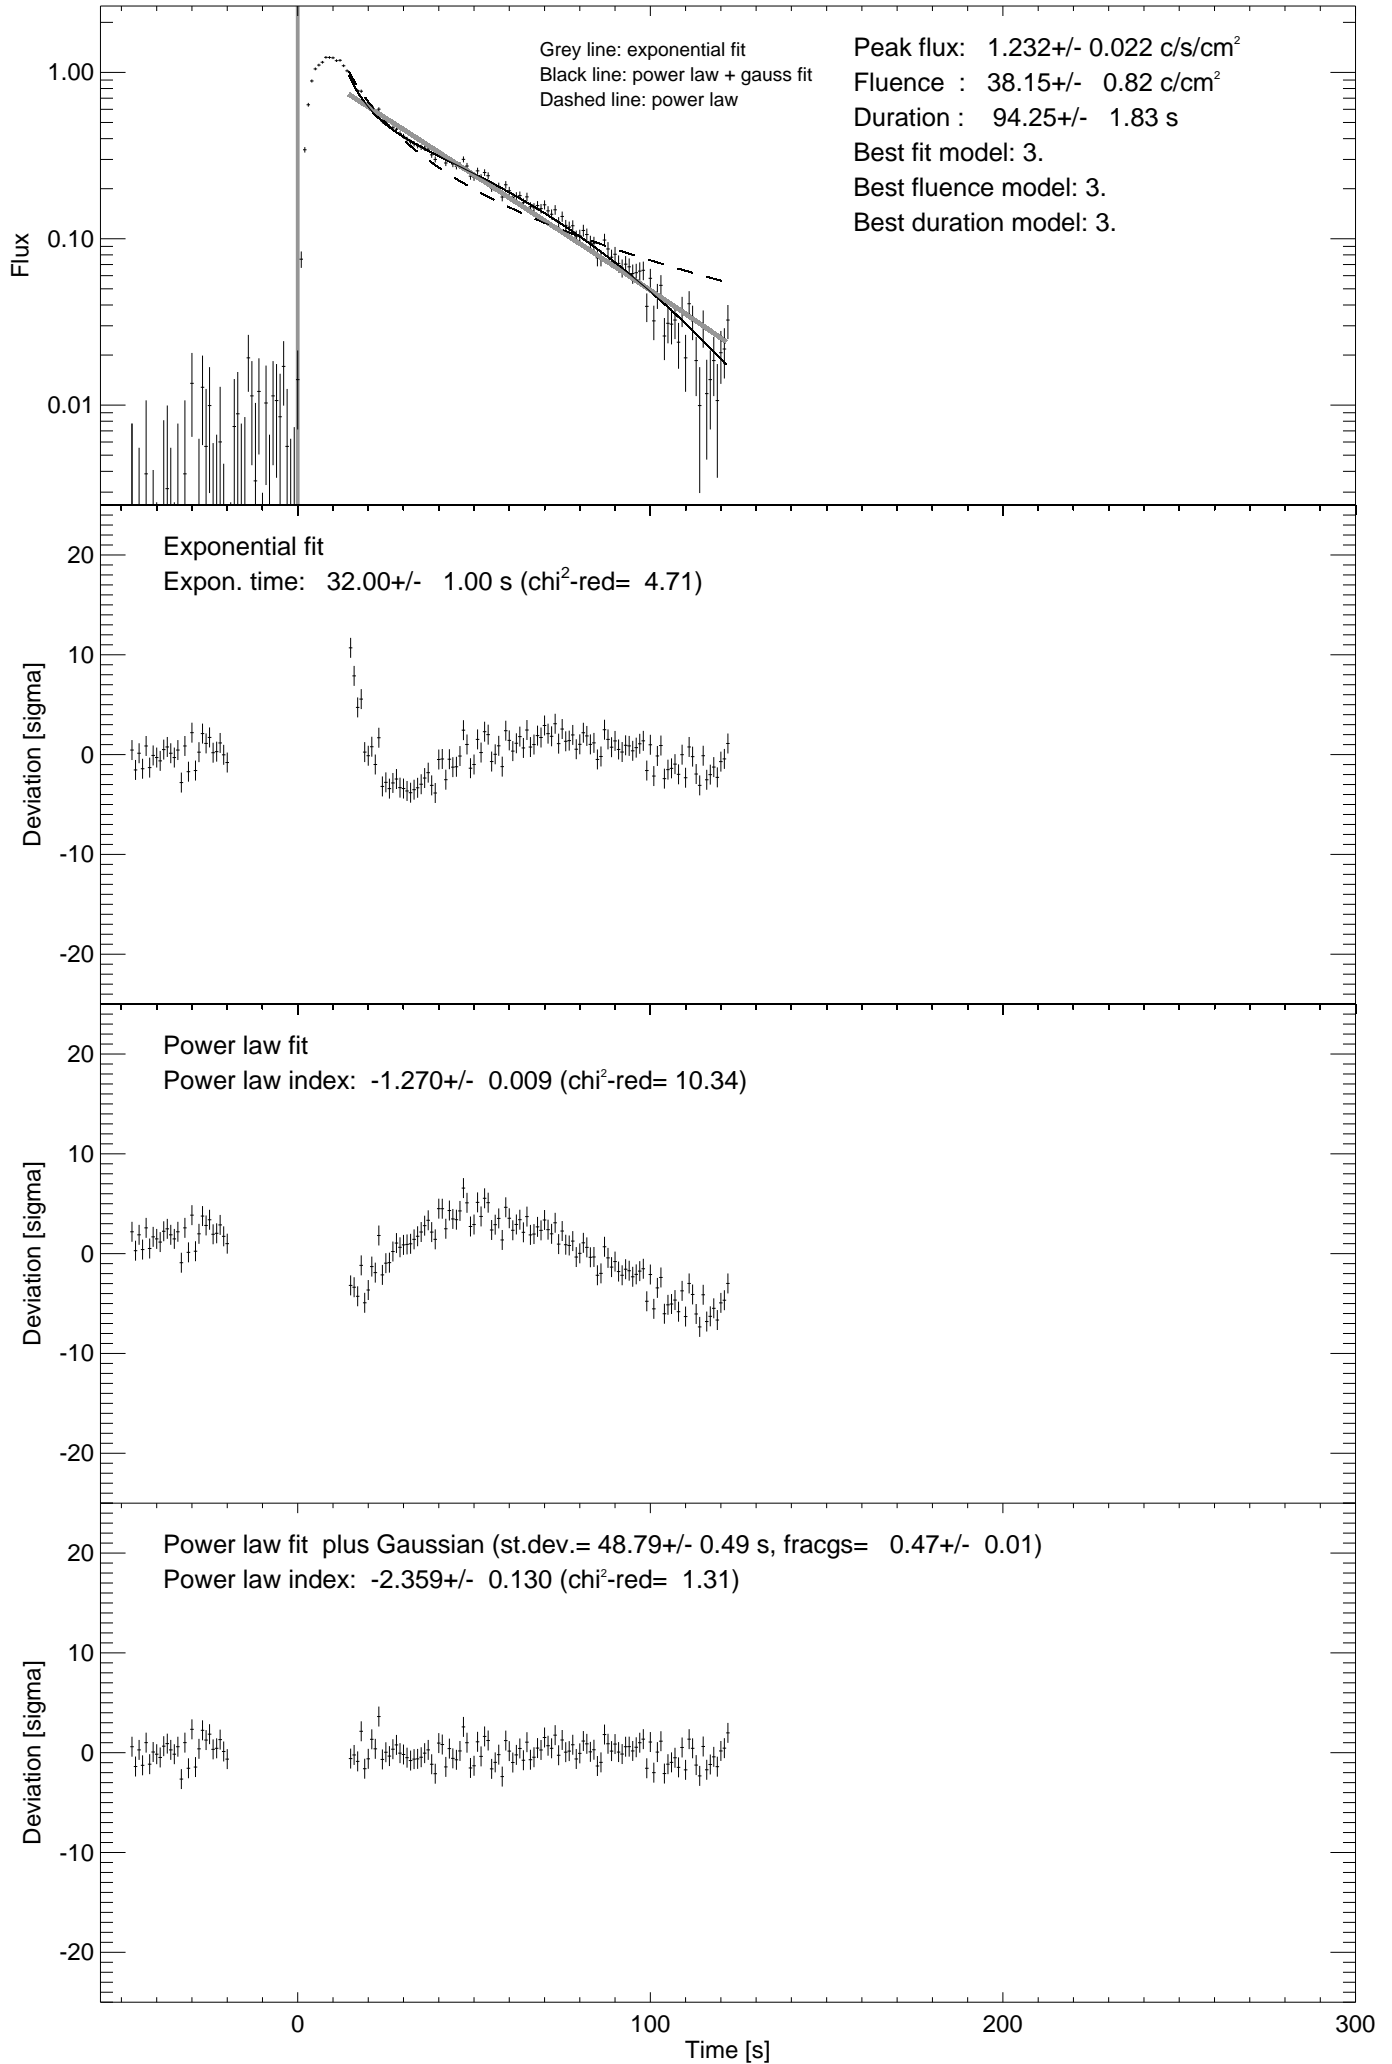 Grey line: exponential fit
Black line: power law + gauss fit
Dashed line: power law
Peak flux: 1.232+/- 0.022 c/s/cm²
Fluence : 38.15+/- 0.82 c/cm²
Duration : 94.25+/- 1.83 s
Best fit model: 3.
Best fluence model: 3.
Best duration model: 3.
1.00
0.10
0.01
Flux
Exponential fit
Expon. time: 32.00+/- 1.00 s (chi²-red= 4.71)
20
10
0
-10
-20
Deviation [sigma]
Power law fit
Power law index: -1.270+/- 0.009 (chi²-red= 10.34)
20
10
0
-10
-20
Deviation [sigma]
Power law fit plus Gaussian (st.dev.= 48.79+/- 0.49 s, fracgs= 0.47+/- 0.01)
Power law index: -2.359+/- 0.130 (chi²-red= 1.31)
20
10
0
-10
-20
Deviation [sigma]
0 100 200 300
Time [s]